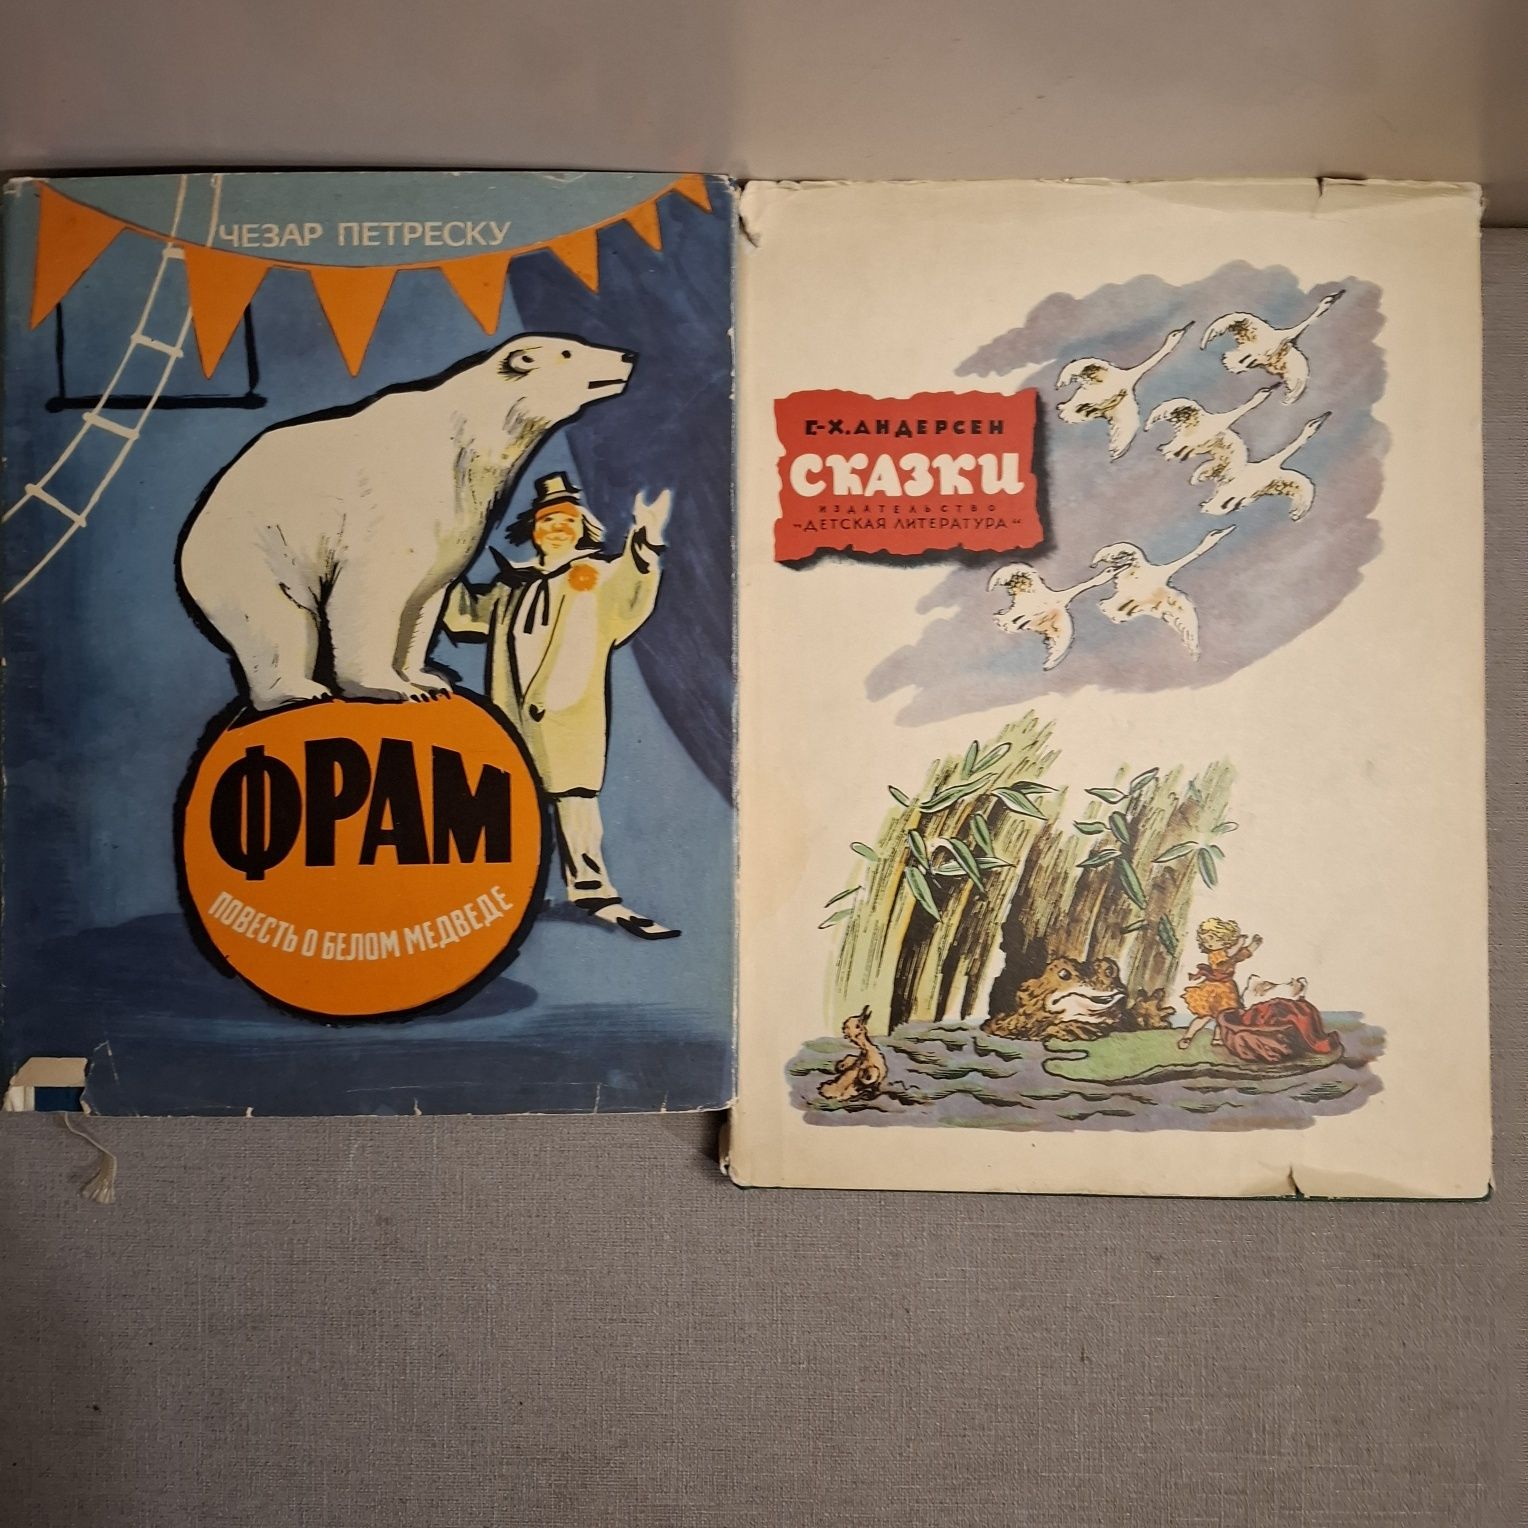 ЧЕЗАР ПЕТРЕСКУ
ФРАМ
ПОВЕСТЬ О БЕЛОМ МЕДВЕДЕ
Г.-Х. АНДЕРСЕН
СКАЗКИ
ИЗДАТЕЛЬСТВО
"ДЕТСКАЯ ЛИТЕРАТУРА"